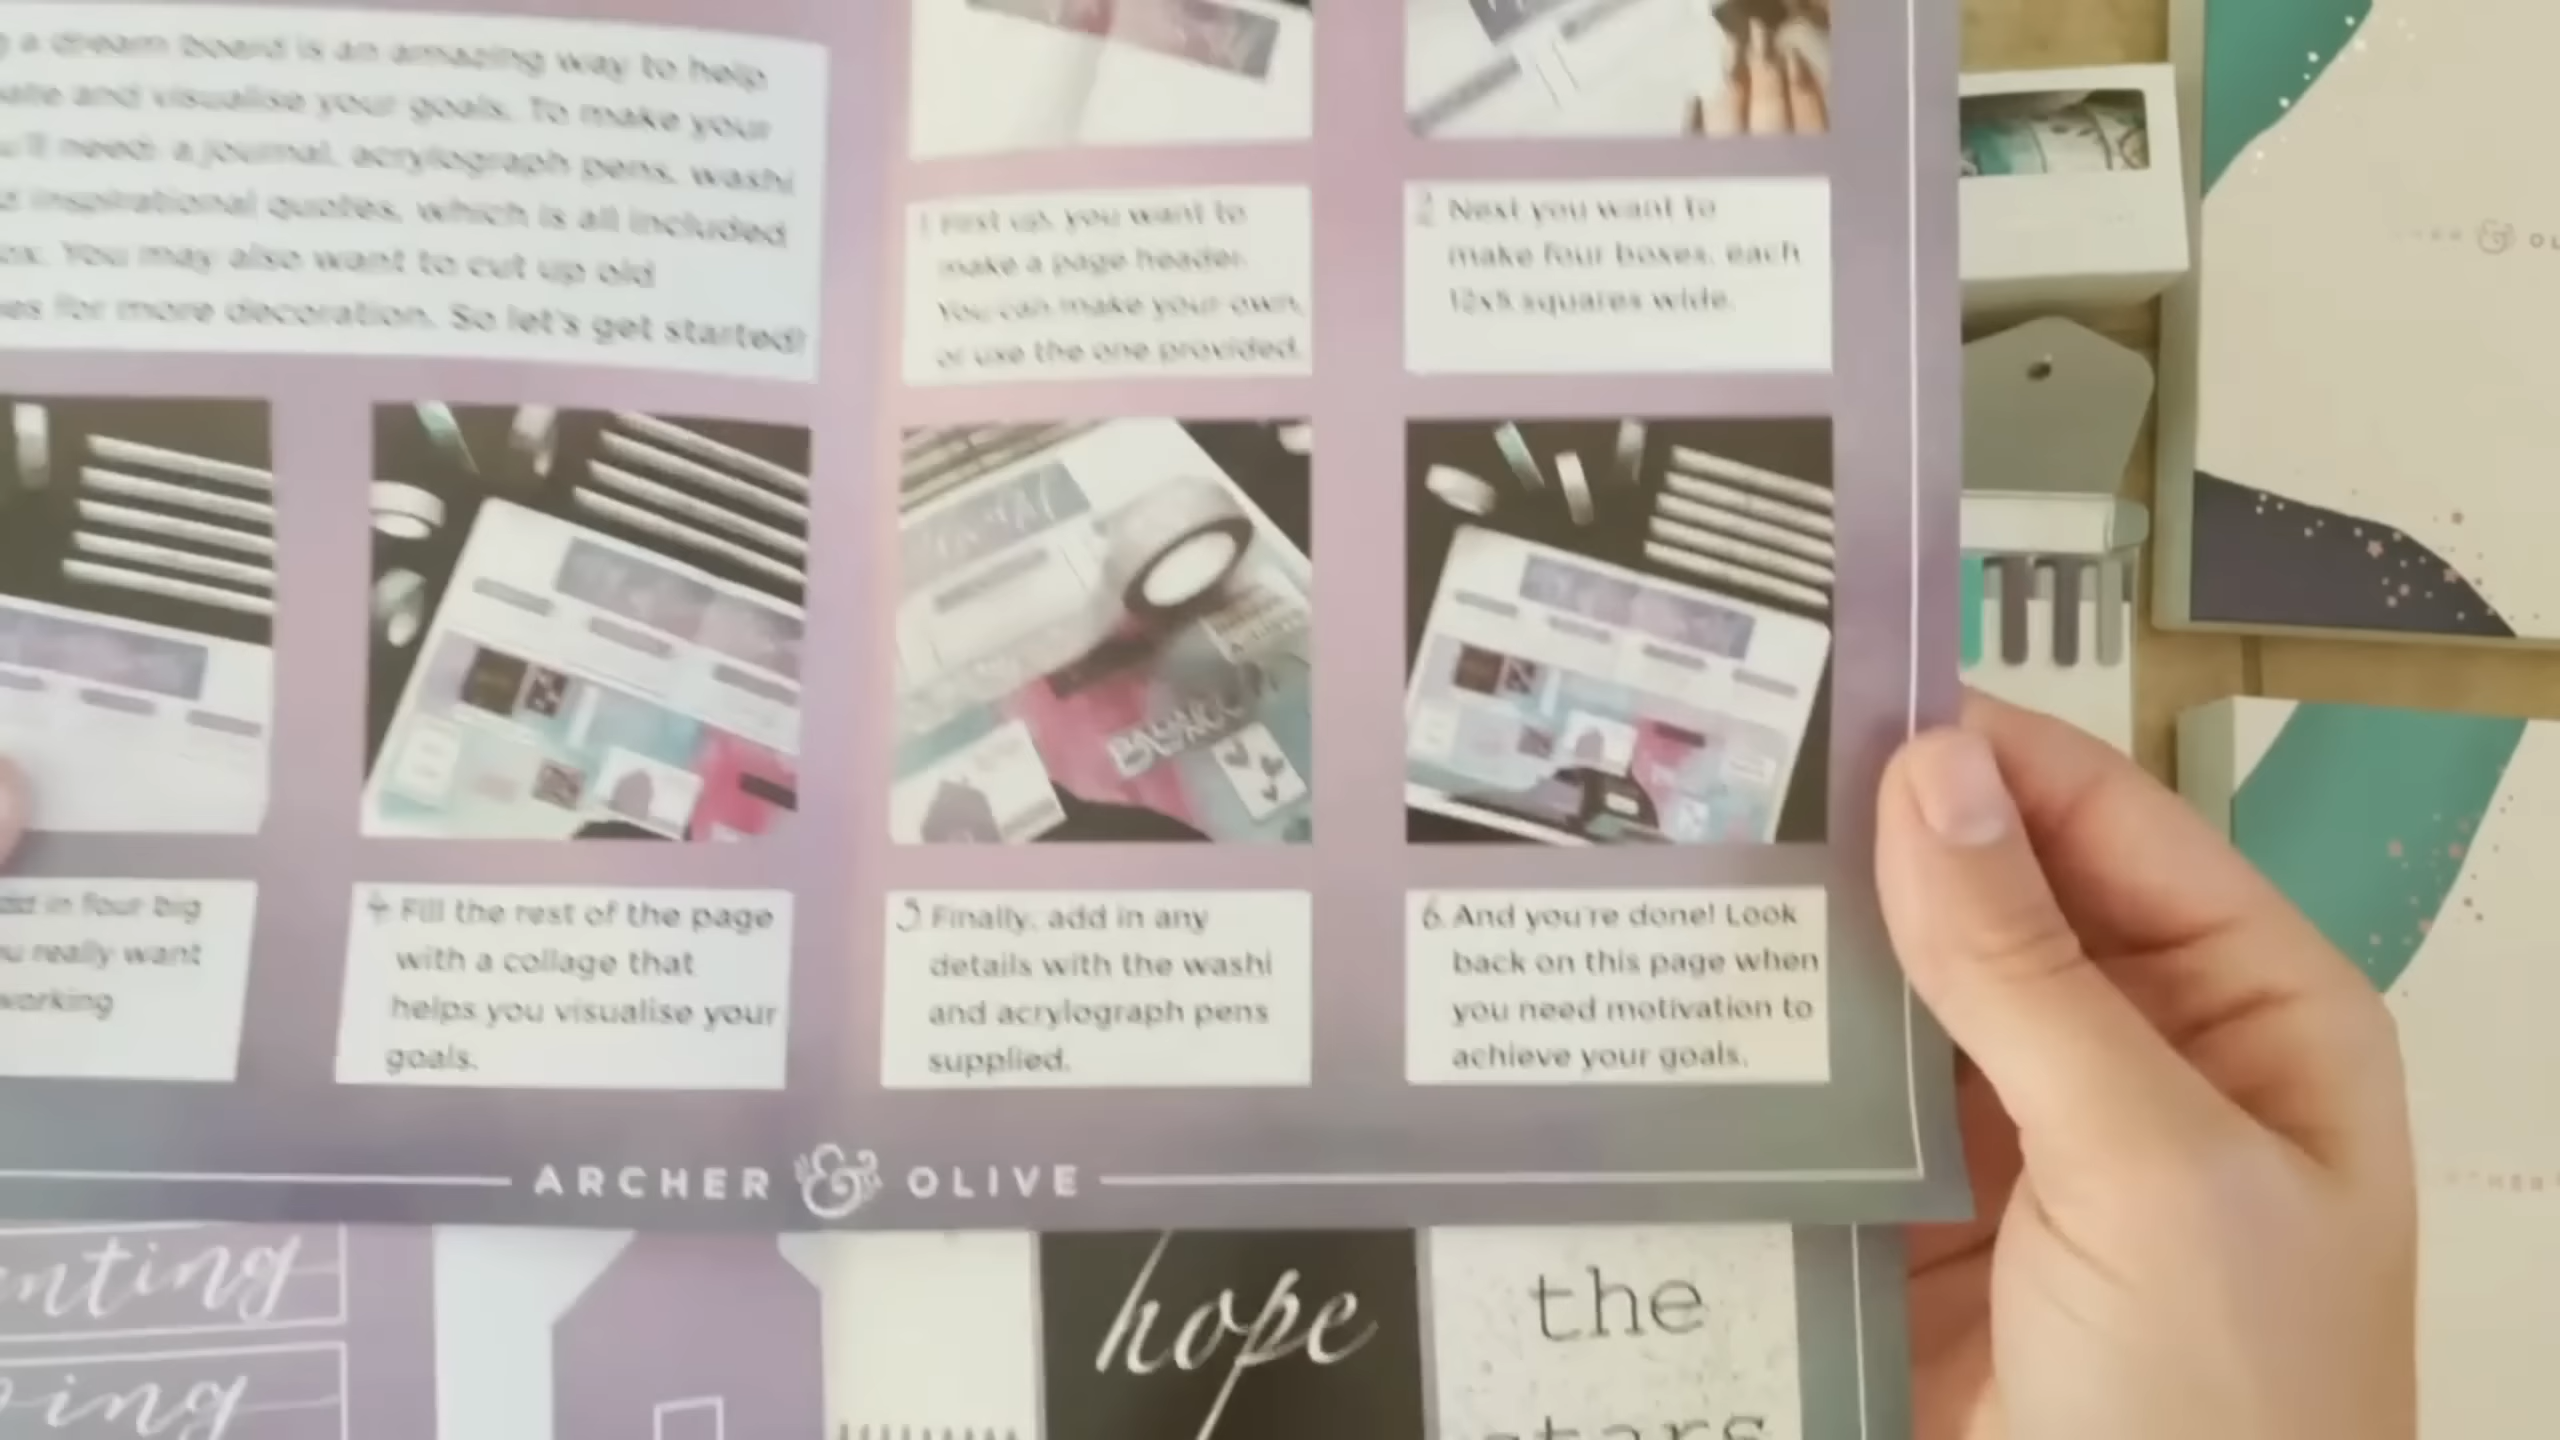 a dream board is an amazing way to help
and visualise your goals. To make your
need: a journal, acrylograph pens, washi
inspirational quotes, which is all included
You may also want to cut up old
for more decoration. So let's get started!
1. First up, you want to
make a page header.
You can make your own,
or use the one provided.
2. Next you want to
make four boxes, each
squares wide.
in four big
really want
working
4. Fill the rest of the page
with a collage that
helps you visualise your
goals.
5. Finally, add in any
details with the washi
and acrylograph pens
supplied.
6. And you're done! Look
back on this page when
you need motivation to
achieve your goals.
ARCHER & OLIVE
nting
ing
hope
the
stars
BALANCE
& OL